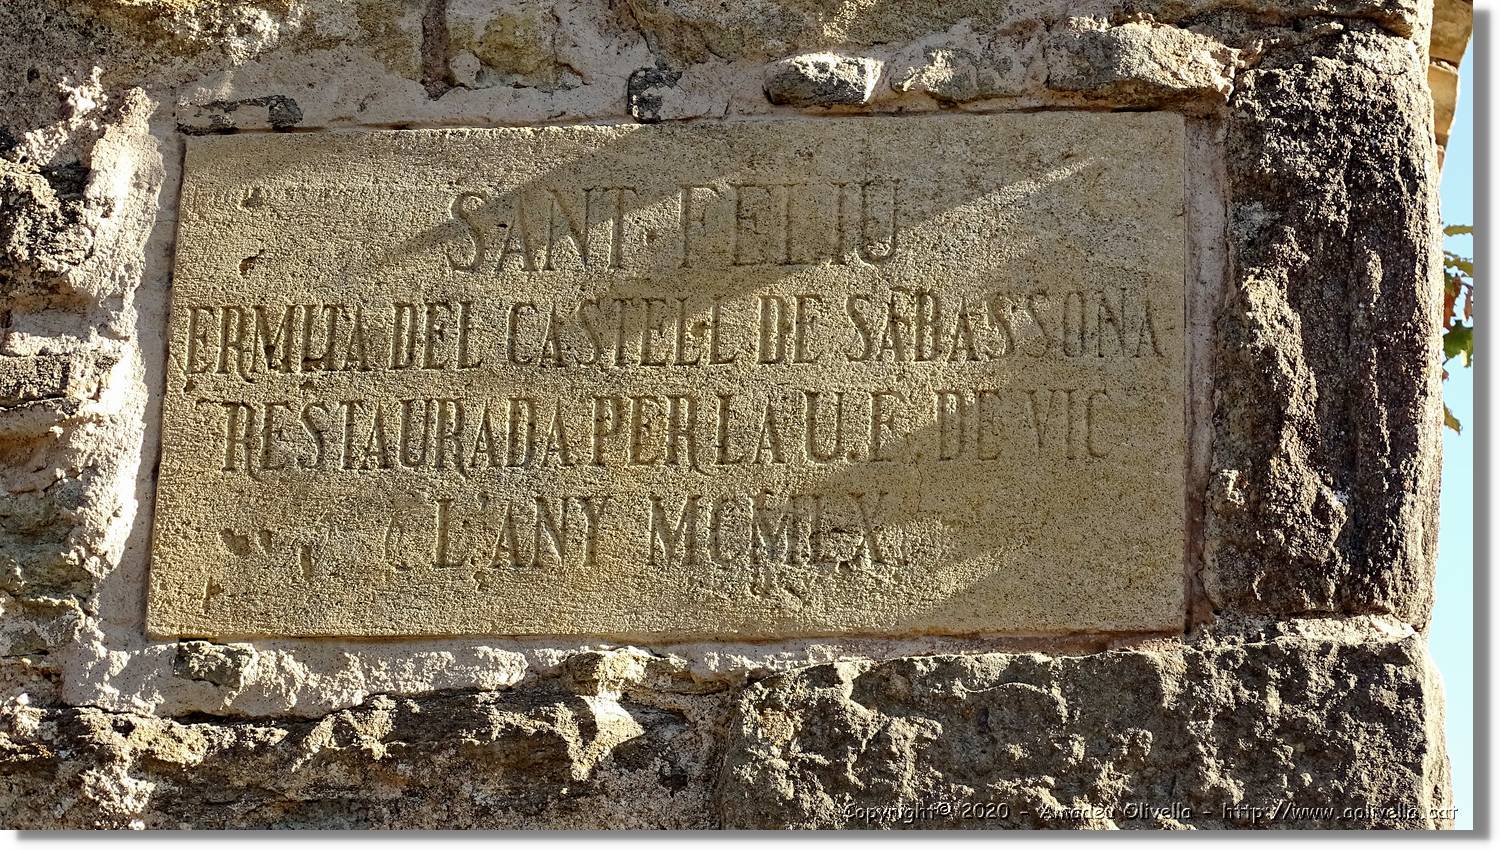 SANT·FELIU
ERMITA DEL CASTELL DE SABASSONA
RESTAURADA PER LA U.E. DE VIC
L'ANY MCMLX
Copyright© 2020 - Amadeu Olivella - http://www.aolivella.cat